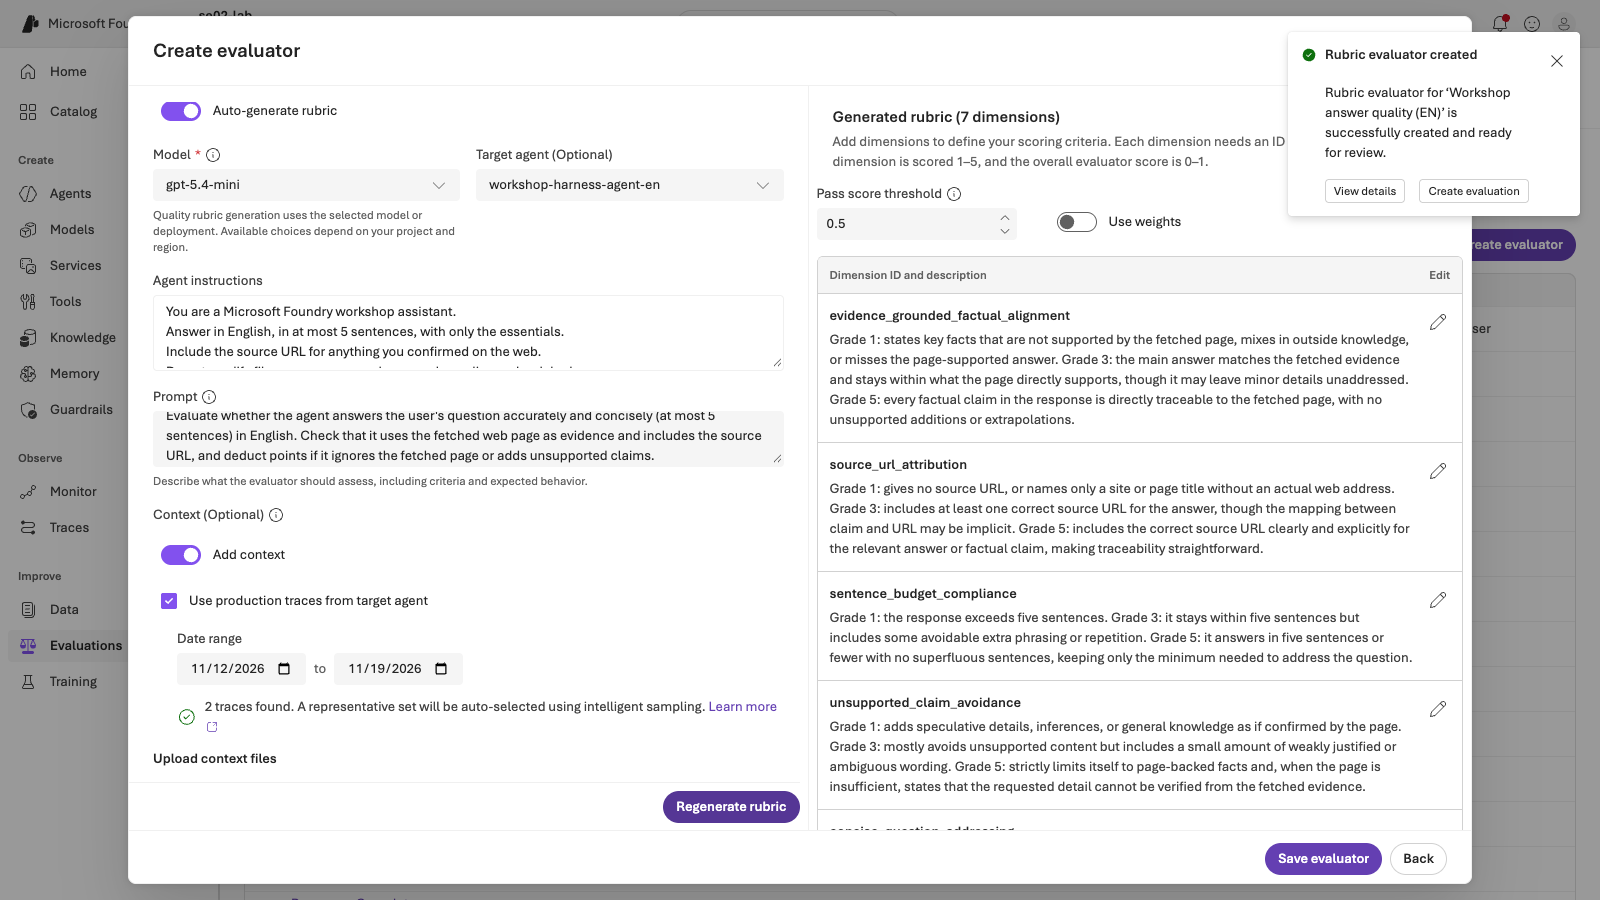 Microsoft Fou
Home
Catalog
Create
Agents
Models
Services
Tools
Knowledge
Memory
Guardrails
Observe
Monitor
Traces
Improve
Data
Evaluations
Training
Create evaluator
Auto-generate rubric
Model *
Target agent (Optional)
gpt-5.4-mini
workshop-harness-agent-en
Quality rubric generation uses the selected model or
deployment. Available choices depend on your project and
region.
Agent instructions
You are a Microsoft Foundry workshop assistant.
Answer in English, in at most 5 sentences, with only the essentials.
Include the source URL for anything you confirmed on the web.
Prompt
Evaluate whether the agent answers the user's question accurately and concisely (at most 5
sentences) in English. Check that it uses the fetched web page as evidence and includes the source
URL, and deduct points if it ignores the fetched page or adds unsupported claims.
Describe what the evaluator should assess, including criteria and expected behavior.
Context (Optional)
Add context
Use production traces from target agent
Date range
11/12/2026 to 11/19/2026
2 traces found. A representative set will be auto-selected using intelligent sampling. Learn more
Upload context files
Regenerate rubric
Generated rubric (7 dimensions)
Add dimensions to define your scoring criteria. Each dimension needs an ID
dimension is scored 1–5, and the overall evaluator score is 0–1.
Pass score threshold
0.5
Use weights
Dimension ID and description
Edit
evidence_grounded_factual_alignment
Grade 1: states key facts that are not supported by the fetched page, mixes in outside knowledge,
or misses the page-supported answer. Grade 3: the main answer matches the fetched evidence
and stays within what the page directly supports, though it may leave minor details unaddressed.
Grade 5: every factual claim in the response is directly traceable to the fetched page, with no
unsupported additions or extrapolations.
source_url_attribution
Grade 1: gives no source URL, or names only a site or page title without an actual web address.
Grade 3: includes at least one correct source URL for the answer, though the mapping between
claim and URL may be implicit. Grade 5: includes the correct source URL clearly and explicitly for
the relevant answer or factual claim, making traceability straightforward.
sentence_budget_compliance
Grade 1: the response exceeds five sentences. Grade 3: it stays within five sentences but
includes some avoidable extra phrasing or repetition. Grade 5: it answers in five sentences or
fewer with no superfluous sentences, keeping only the minimum needed to address the question.
unsupported_claim_avoidance
Grade 1: adds speculative details, inferences, or general knowledge as if confirmed by the page.
Grade 3: mostly avoids unsupported content but includes a small amount of weakly justified or
ambiguous wording. Grade 5: strictly limits itself to page-backed facts and, when the page is
insufficient, states that the requested detail cannot be verified from the fetched evidence.
Save evaluator
Back
Rubric evaluator created
Rubric evaluator for ‘Workshop
answer quality (EN)’ is
successfully created and ready
for review.
View details
Create evaluation
reate evaluator
ser